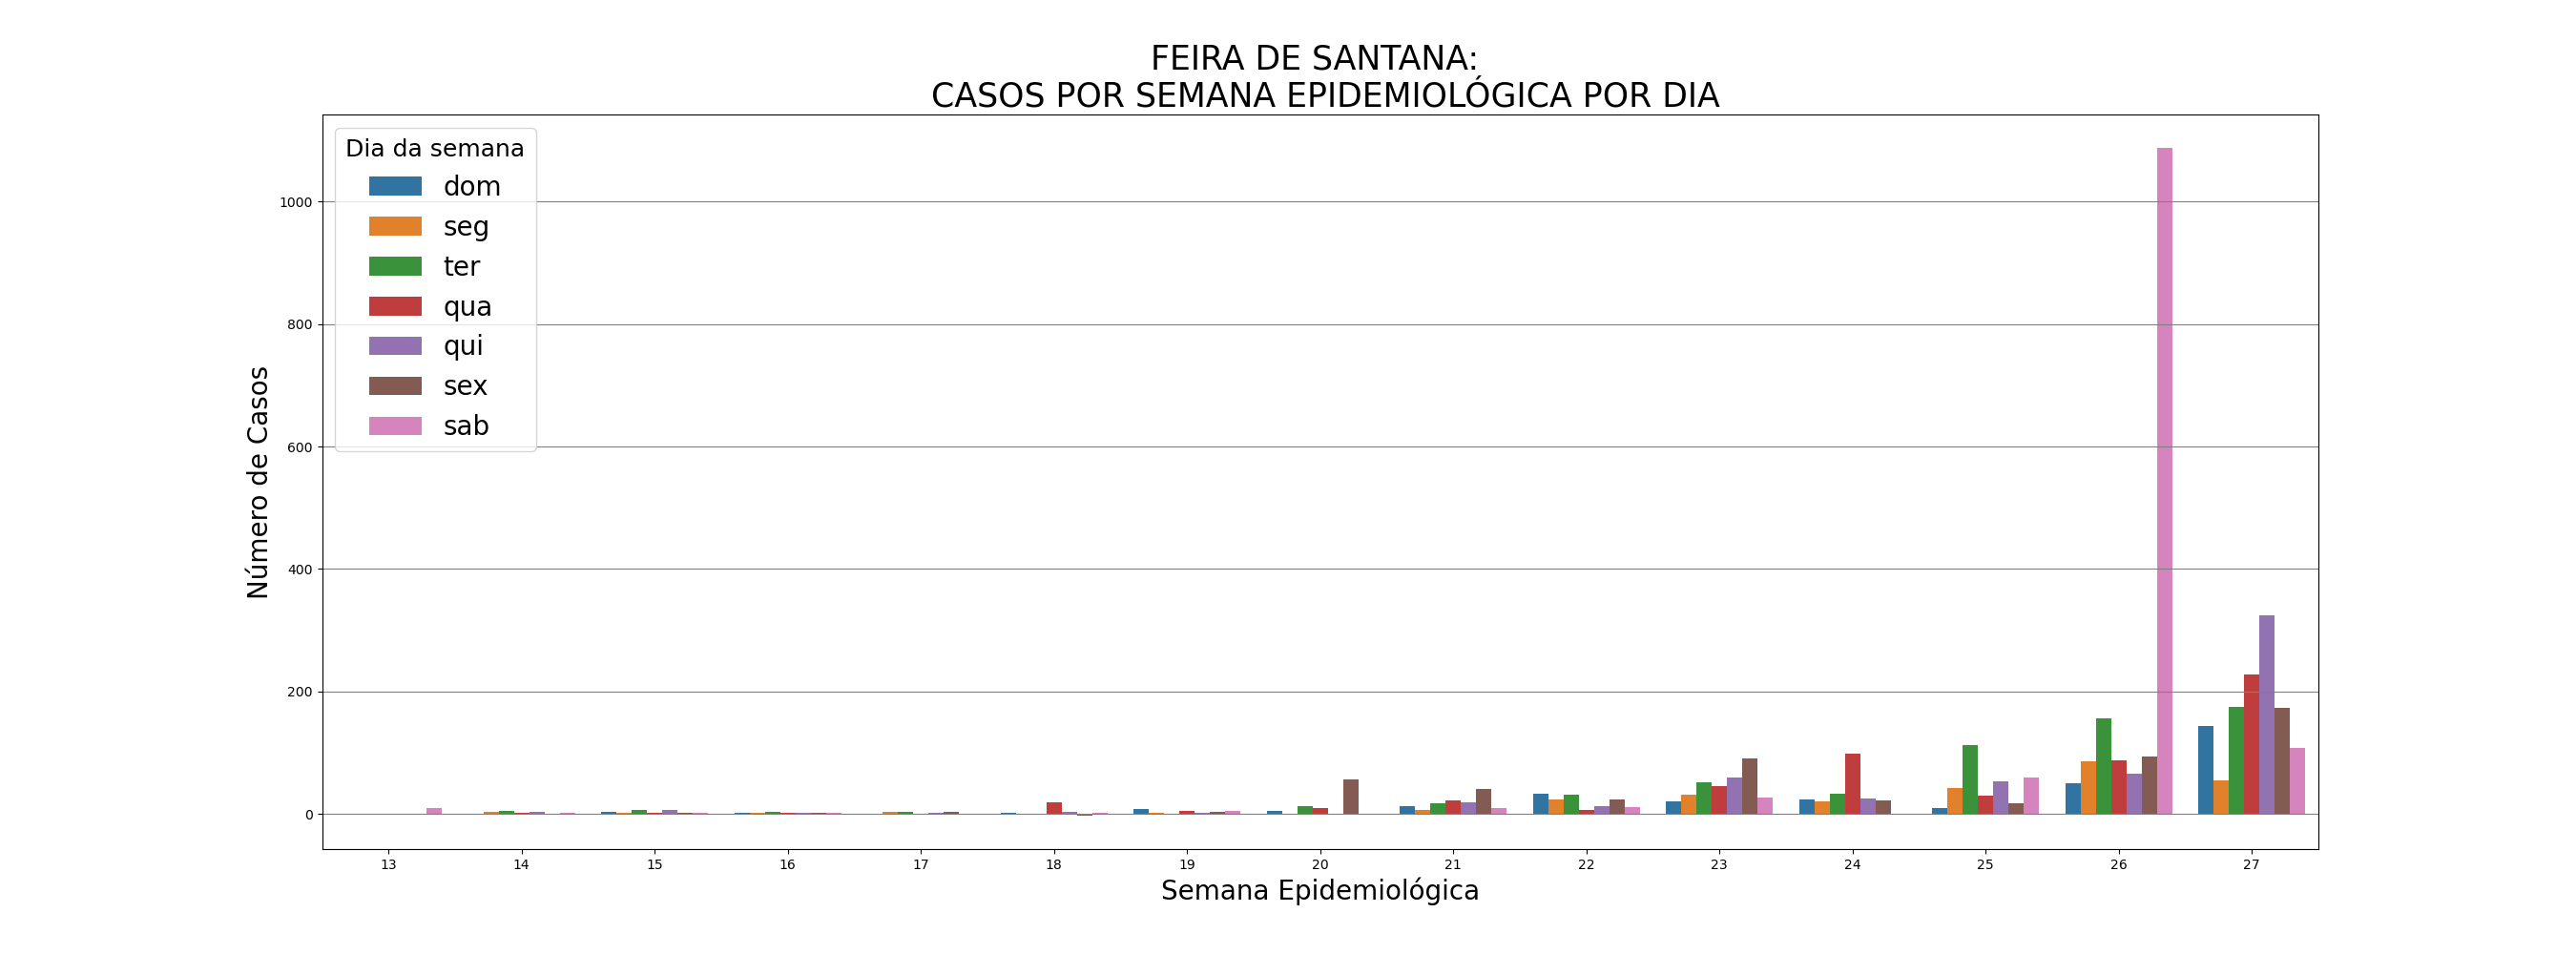 FEIRA DE SANTANA:
CASOS POR SEMANA EPIDEMIOLÓGICA POR DIA
Dia da semana
dom
seg
ter
qua
qui
sex
sab
Número de Casos
1000
800
600
400
200
0
13 14 15 16 17 18 19 20 21 22 23 24 25 26 27
Semana Epidemiológica